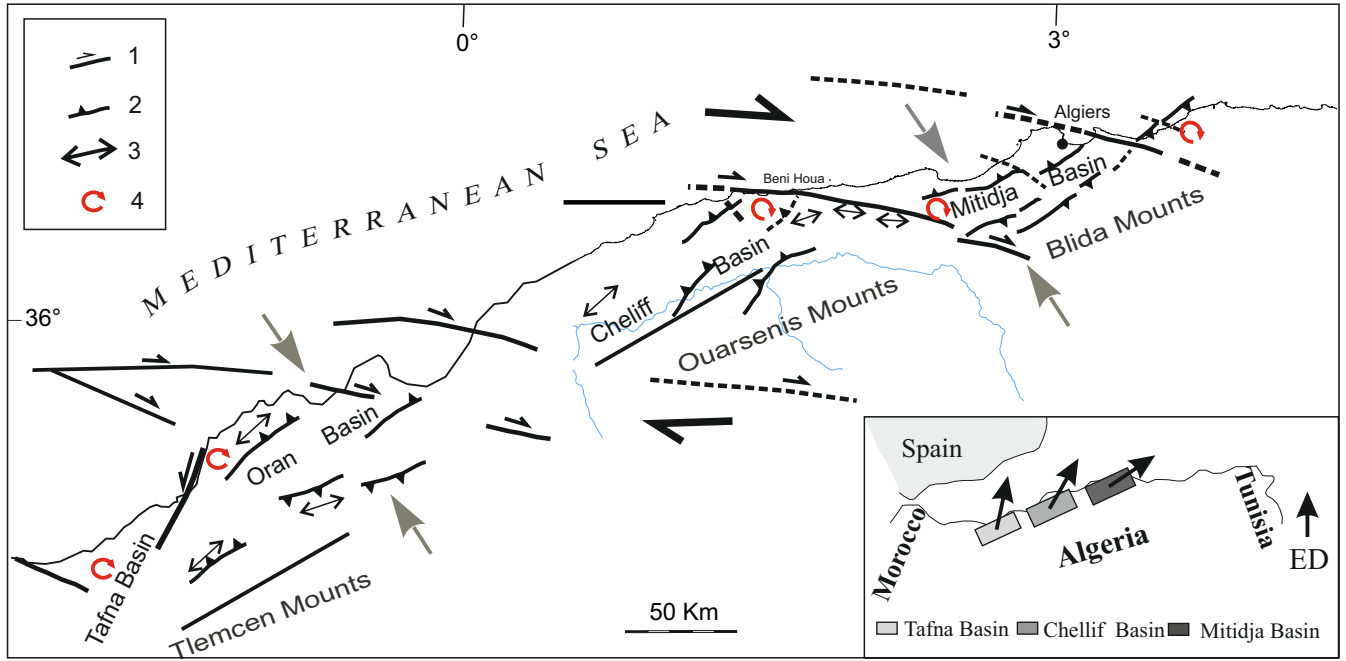 0°
3°
1
2
3
4
MEDITERRANEAN SEA
Algiers
Beni Houa
Mitidja Basin
Blida Mounts
36°
Cheliff Basin
Ouarsenis Mounts
Oran Basin
Tafna Basin
Tlemcen Mounts
50 Km
Spain
Morocco
Algeria
Tunisia
ED
Tafna Basin Chellif Basin Mitidja Basin